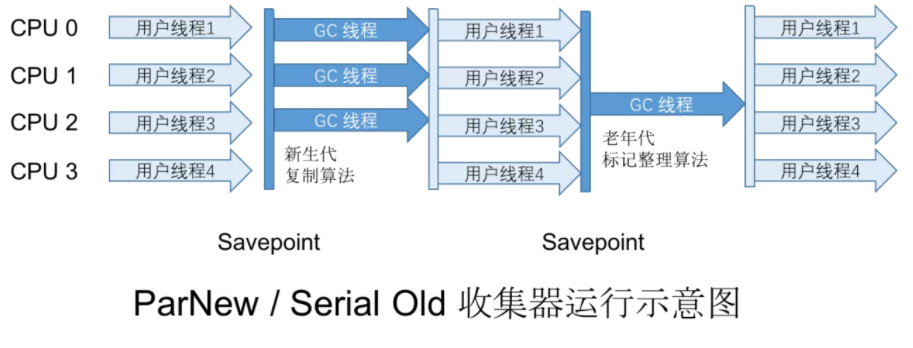 CPU 0 用户线程1 GC 线程 用户线程1 用户线程1
CPU 1 用户线程2 GC 线程 用户线程2 GC 线程 用户线程2
CPU 2 用户线程3 GC 线程 用户线程3 用户线程3
CPU 3 用户线程4 用户线程4 用户线程4
新生代
复制算法
老年代
标记整理算法
Savepoint Savepoint
ParNew / Serial Old 收集器运行示意图